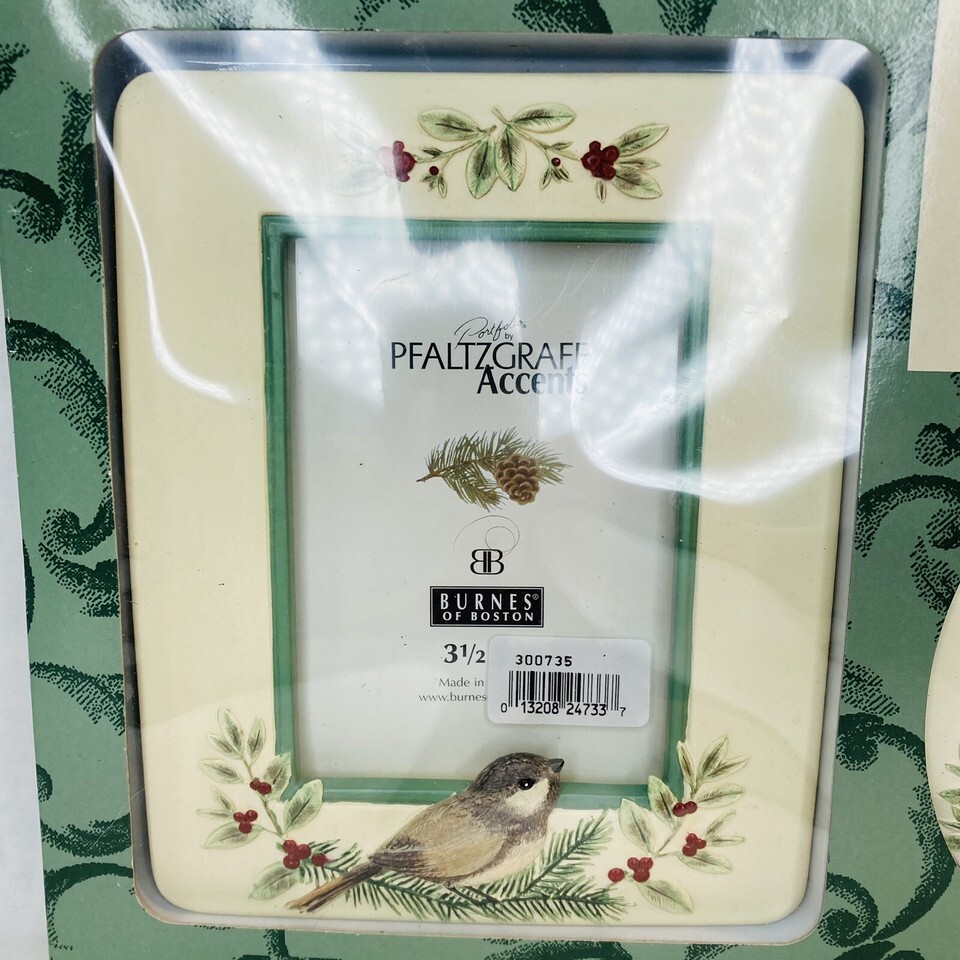 Portfolio®
by
PFALTZGRAFF
Accents
BB
BURNES®
OF BOSTON
3 1/2
300735
Made in
www.burnes
0 13208 24733 7